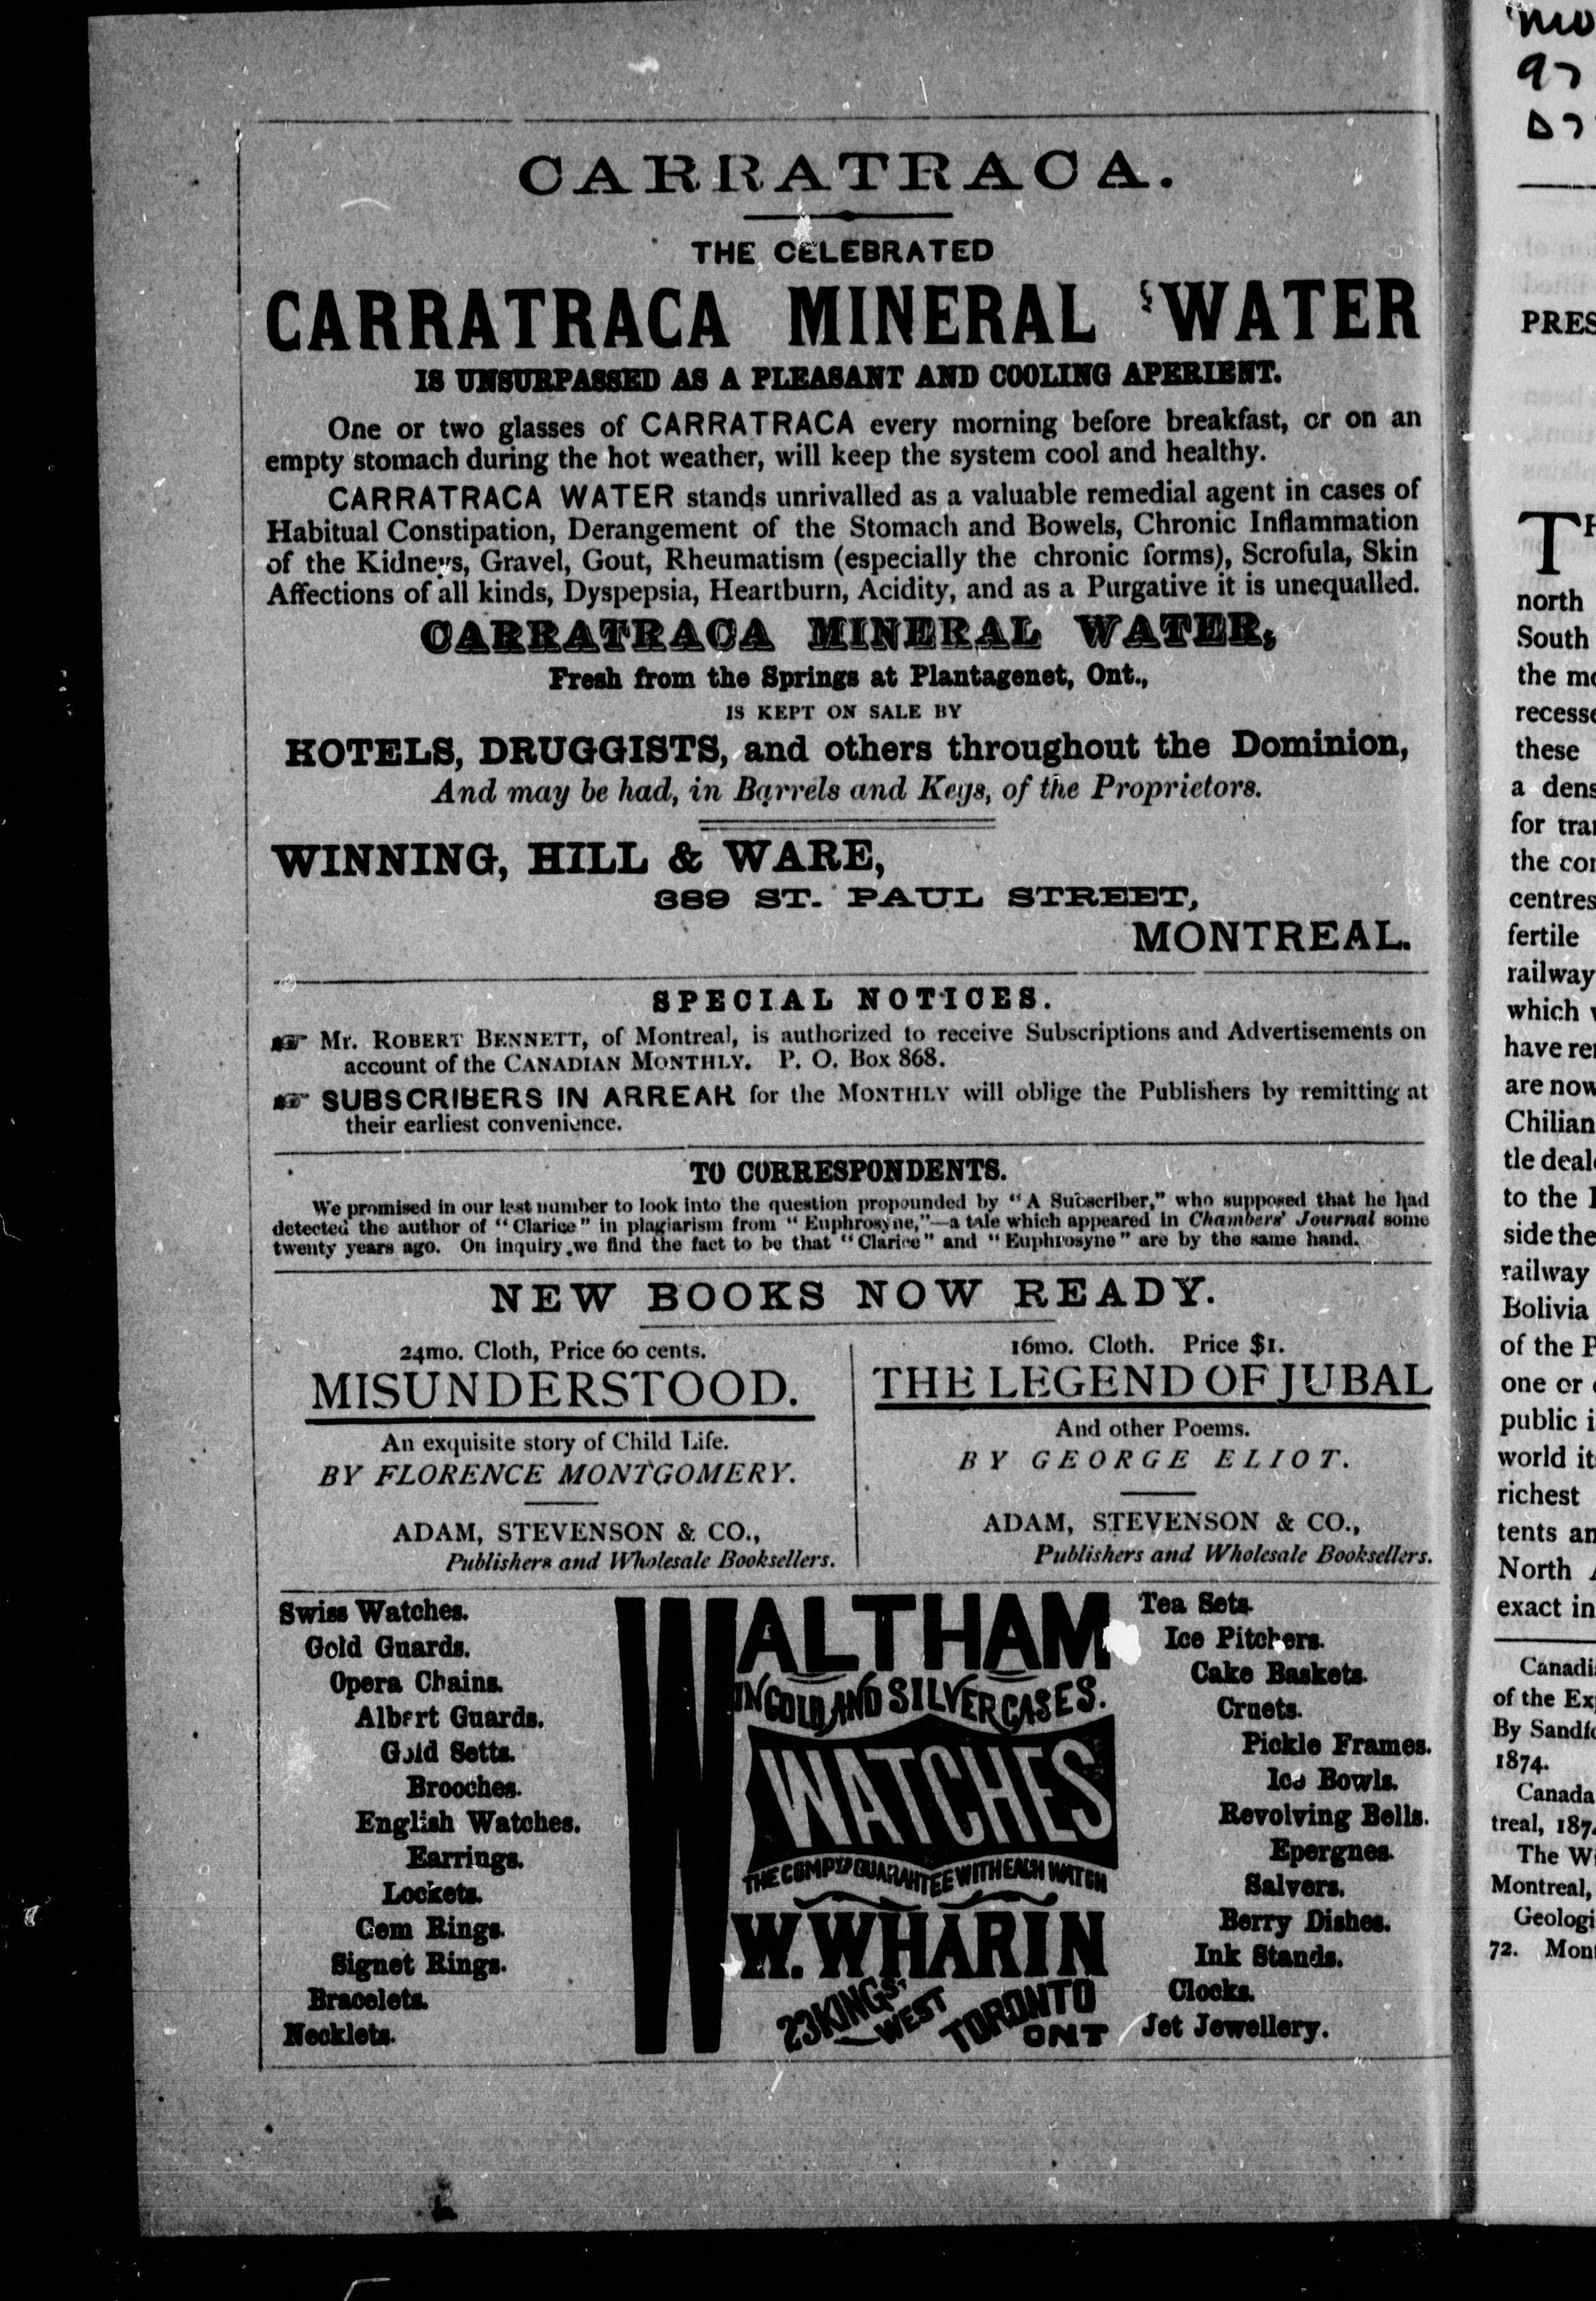 CARRATRACA.
THE CELEBRATED
CARRATRACA MINERAL WATER
IS UNSURPASSED AS A PLEASANT AND COOLING APERIENT.
One or two glasses of CARRATRACA every morning before breakfast, or on an
empty stomach during the hot weather, will keep the system cool and healthy.
CARRATRACA WATER stands unrivalled as a valuable remedial agent in cases of
Habitual Constipation, Derangement of the Stomach and Bowels, Chronic Inflammation
of the Kidneys, Gravel, Gout, Rheumatism (especially the chronic forms), Scrofula, Skin
Affections of all kinds, Dyspepsia, Heartburn, Acidity, and as a Purgative it is unequalled.
CARRATRACA MINERAL WATER,
Fresh from the Springs at Plantagenet, Ont.,
IS KEPT ON SALE BY
HOTELS, DRUGGISTS, and others throughout the Dominion,
And may be had, in Barrels and Kegs, of the Proprietors.
WINNING, HILL & WARE,
389 ST. PAUL STREET,
MONTREAL.
SPECIAL NOTICES.
☞ Mr. ROBERT BENNETT, of Montreal, is authorized to receive Subscriptions and Advertisements on
account of the CANADIAN MONTHLY. P. O. Box 868.
☞ SUBSCRIBERS IN ARREAR for the MONTHLY will oblige the Publishers by remitting at
their earliest convenience.
TO CORRESPONDENTS.
We promised in our last number to look into the question propounded by "A Subscriber," who supposed that he had
detected the author of "Clarice" in plagiarism from "Euphrosyne,"—a tale which appeared in Chambers' Journal some
twenty years ago. On inquiry we find the fact to be that "Clarice" and "Euphrosyne" are by the same hand.
NEW BOOKS NOW READY.
24mo. Cloth, Price 60 cents.
MISUNDERSTOOD.
An exquisite story of Child Life.
BY FLORENCE MONTGOMERY.
ADAM, STEVENSON & CO.,
Publishers and Wholesale Booksellers.
16mo. Cloth. Price $1.
THE LEGEND OF JUBAL
And other Poems.
BY GEORGE ELIOT.
ADAM, STEVENSON & CO.,
Publishers and Wholesale Booksellers.
Swiss Watches.
Gold Guards.
Opera Chains.
Albert Guards.
Gold Setts.
Brooches.
English Watches.
Earrings.
Lockets.
Gem Rings.
Signet Rings.
Bracelets.
Necklets.
WALTHAM
IN GOLD AND SILVER CASES.
WATCHES
THE COMPYS GUARANTEE WITH EACH WATCH
W. WHARIN
23 KING ST.
WEST
TORONTO
ONT
Tea Sets.
Ice Pitchers.
Cake Baskets.
Cruets.
Pickle Frames.
Ice Bowls.
Revolving Bells.
Epergnes.
Salvers.
Berry Dishes.
Ink Stands.
Clocks.
Jet Jewellery.
PRES
TH
north
South
the mo
recesse
these
a dens
for tra
the co
centres
fertile
railway
which
have re
are now
Chilian
tle deal
to the
side the
railway
Bolivia
of the P
one or
public i
world it
richest
tents an
North
exact in
Canadi
of the Ex
By Sandfo
1874.
Canada
treal, 187
The W
Montreal,
Geologi
72. Mon